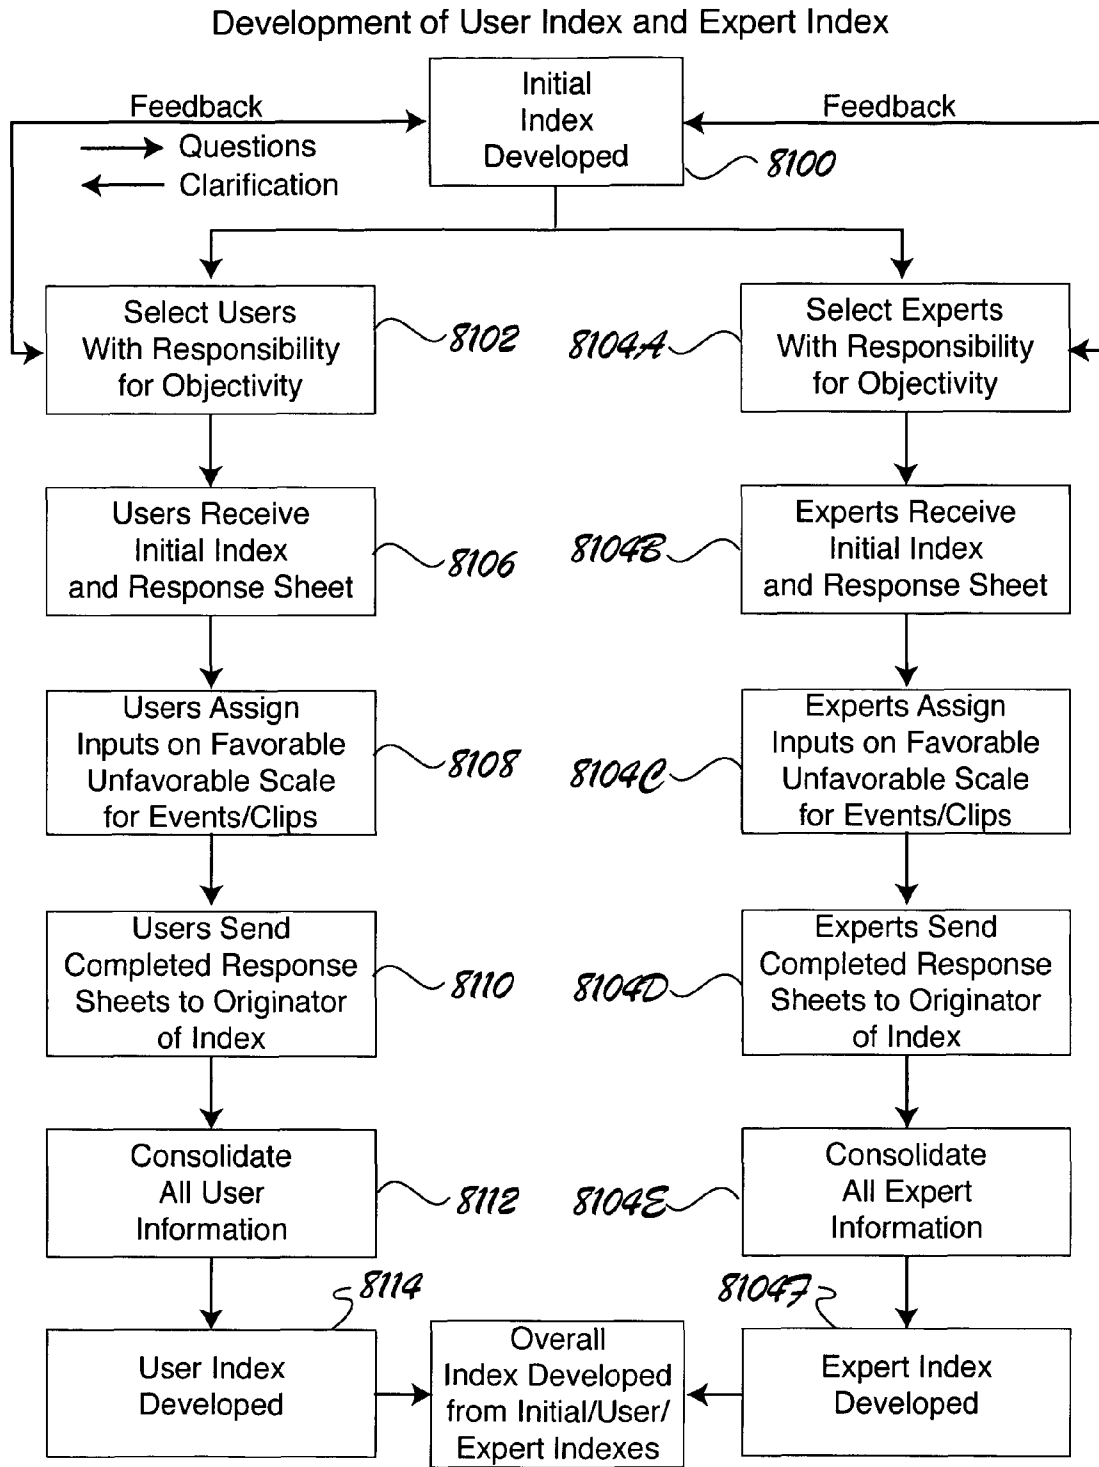 Development of User Index and Expert Index
Initial
Index
Developed
8100
Feedback
Questions
Clarification
Feedback
Select Users
With Responsibility
for Objectivity
8102
8104A
Select Experts
With Responsibility
for Objectivity
Users Receive
Initial Index
and Response Sheet
8106
8104B
Experts Receive
Initial Index
and Response Sheet
Users Assign
Inputs on Favorable
Unfavorable Scale
for Events/Clips
8108
8104C
Experts Assign
Inputs on Favorable
Unfavorable Scale
for Events/Clips
Users Send
Completed Response
Sheets to Originator
of Index
8110
8104D
Experts Send
Completed Response
Sheets to Originator
of Index
Consolidate
All User
Information
8112
8104E
Consolidate
All Expert
Information
8114
8104F
User Index
Developed
Overall
Index Developed
from Initial/User/
Expert Indexes
Expert Index
Developed